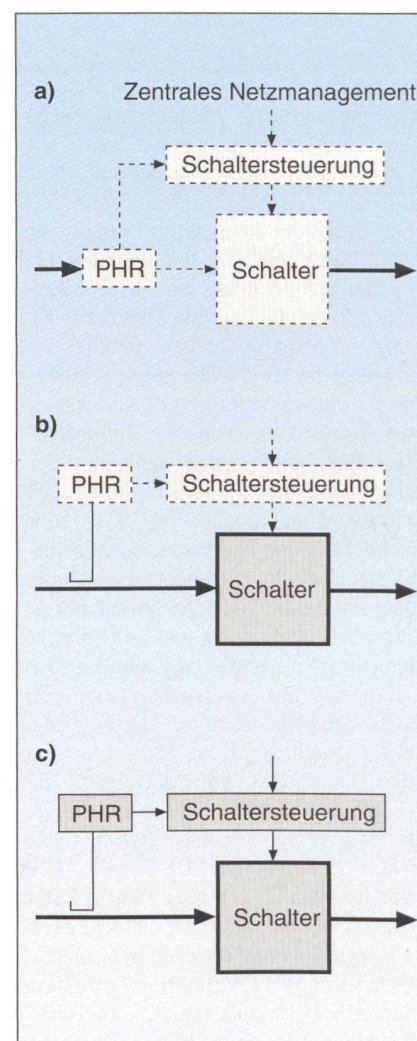 a) Zentrales Netzmanagement
Schaltersteuerung
PHR
Schalter
b)
PHR
Schaltersteuerung
Schalter
c)
PHR
Schaltersteuerung
Schalter